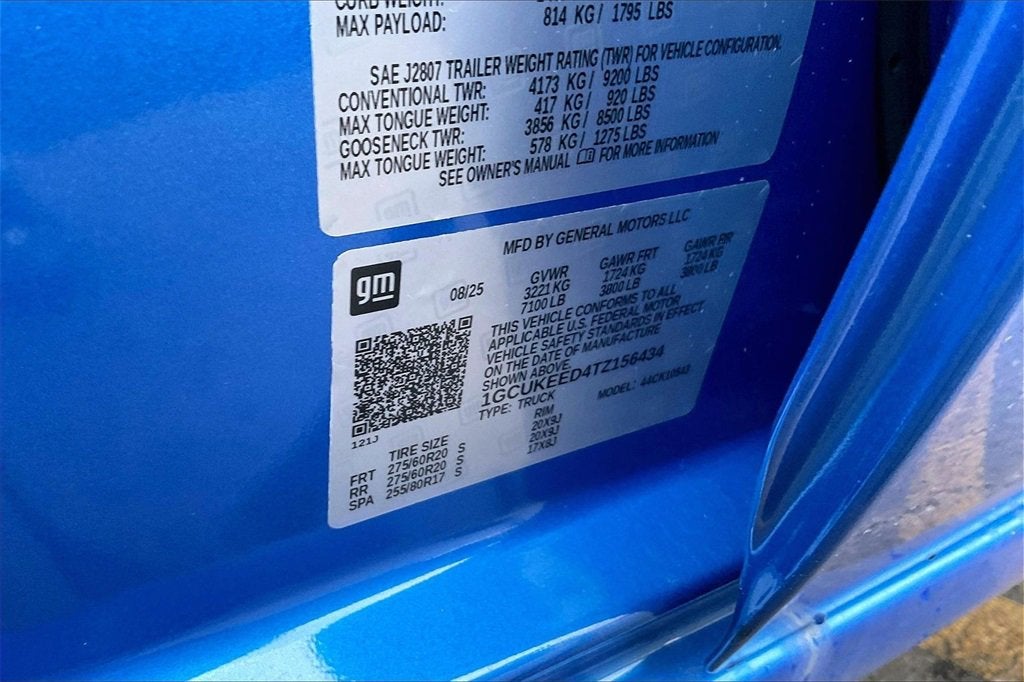 CURB WEIGHT:
MAX PAYLOAD: 814 KG/ 1795 LBS
SAE J2807 TRAILER WEIGHT RATING (TWR) FOR VEHICLE CONFIGURATION.
CONVENTIONAL TWR: 4173 KG/ 9200 LBS
MAX TONGUE WEIGHT: 417 KG/ 920 LBS
GOOSENECK TWR: 3856 KG/ 8500 LBS
MAX TONGUE WEIGHT: 578 KG/ 1275 LBS
SEE OWNER'S MANUAL FOR MORE INFORMATION
gm
MFD BY GENERAL MOTORS LLC
08/25
GVWR GAWR FRT GAWR RR
3221 KG 1724 KG 1724 KG
7100 LB 3800 LB 3800 LB
THIS VEHICLE CONFORMS TO ALL
APPLICABLE U.S. FEDERAL MOTOR
VEHICLE SAFETY STANDARDS IN EFFECT
ON THE DATE OF MANUFACTURE
SHOWN ABOVE.
1GCUKEED4TZ156434
TYPE: TRUCK MODEL:
121J
TIRE SIZE RIM
FRT 275/60R20 S 20X9J
RR 275/60R20 S 20X9J
SPA 255/80R17 S 17X8J